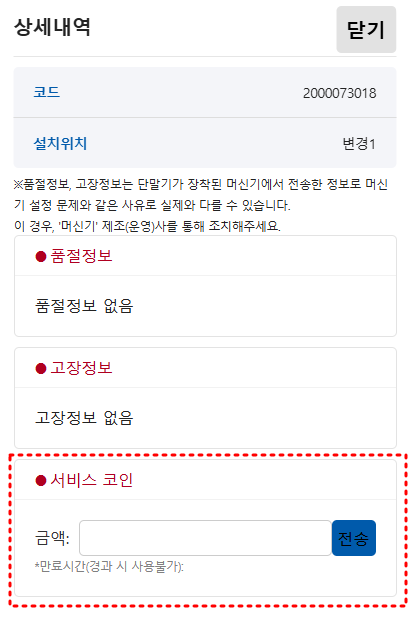 상세내역
닫기
코드
2000073018
설치위치
변경1
※품절정보, 고장정보는 단말기가 장착된 머신기에서 전송한 정보로 머신
기 설정 문제와 같은 사유로 실제와 다를 수 있습니다.
이 경우, '머신기' 제조(운영)사를 통해 조치해주세요.
● 품절정보
품절정보 없음
● 고장정보
고장정보 없음
● 서비스 코인
금액:
전송
*만료시간(경과 시 사용불가):